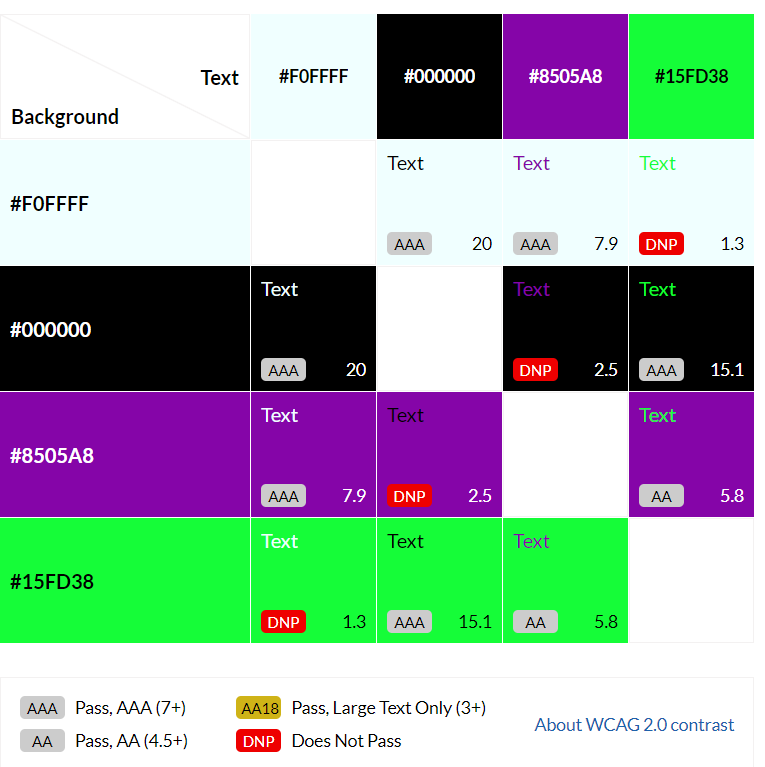 Text
Background
#F0FFFF #000000 #8505A8 #15FD38
#F0FFFF
Text Text Text
AAA 20 AAA 7.9 DNP 1.3
#000000
Text Text Text
AAA 20 DNP 2.5 AAA 15.1
#8505A8
Text Text Text
AAA 7.9 DNP 2.5 AA 5.8
#15FD38
Text Text Text
DNP 1.3 AAA 15.1 AA 5.8
AAA Pass, AAA (7+) AA18 Pass, Large Text Only (3+)
About WCAG 2.0 contrast
AA Pass, AA (4.5+) DNP Does Not Pass